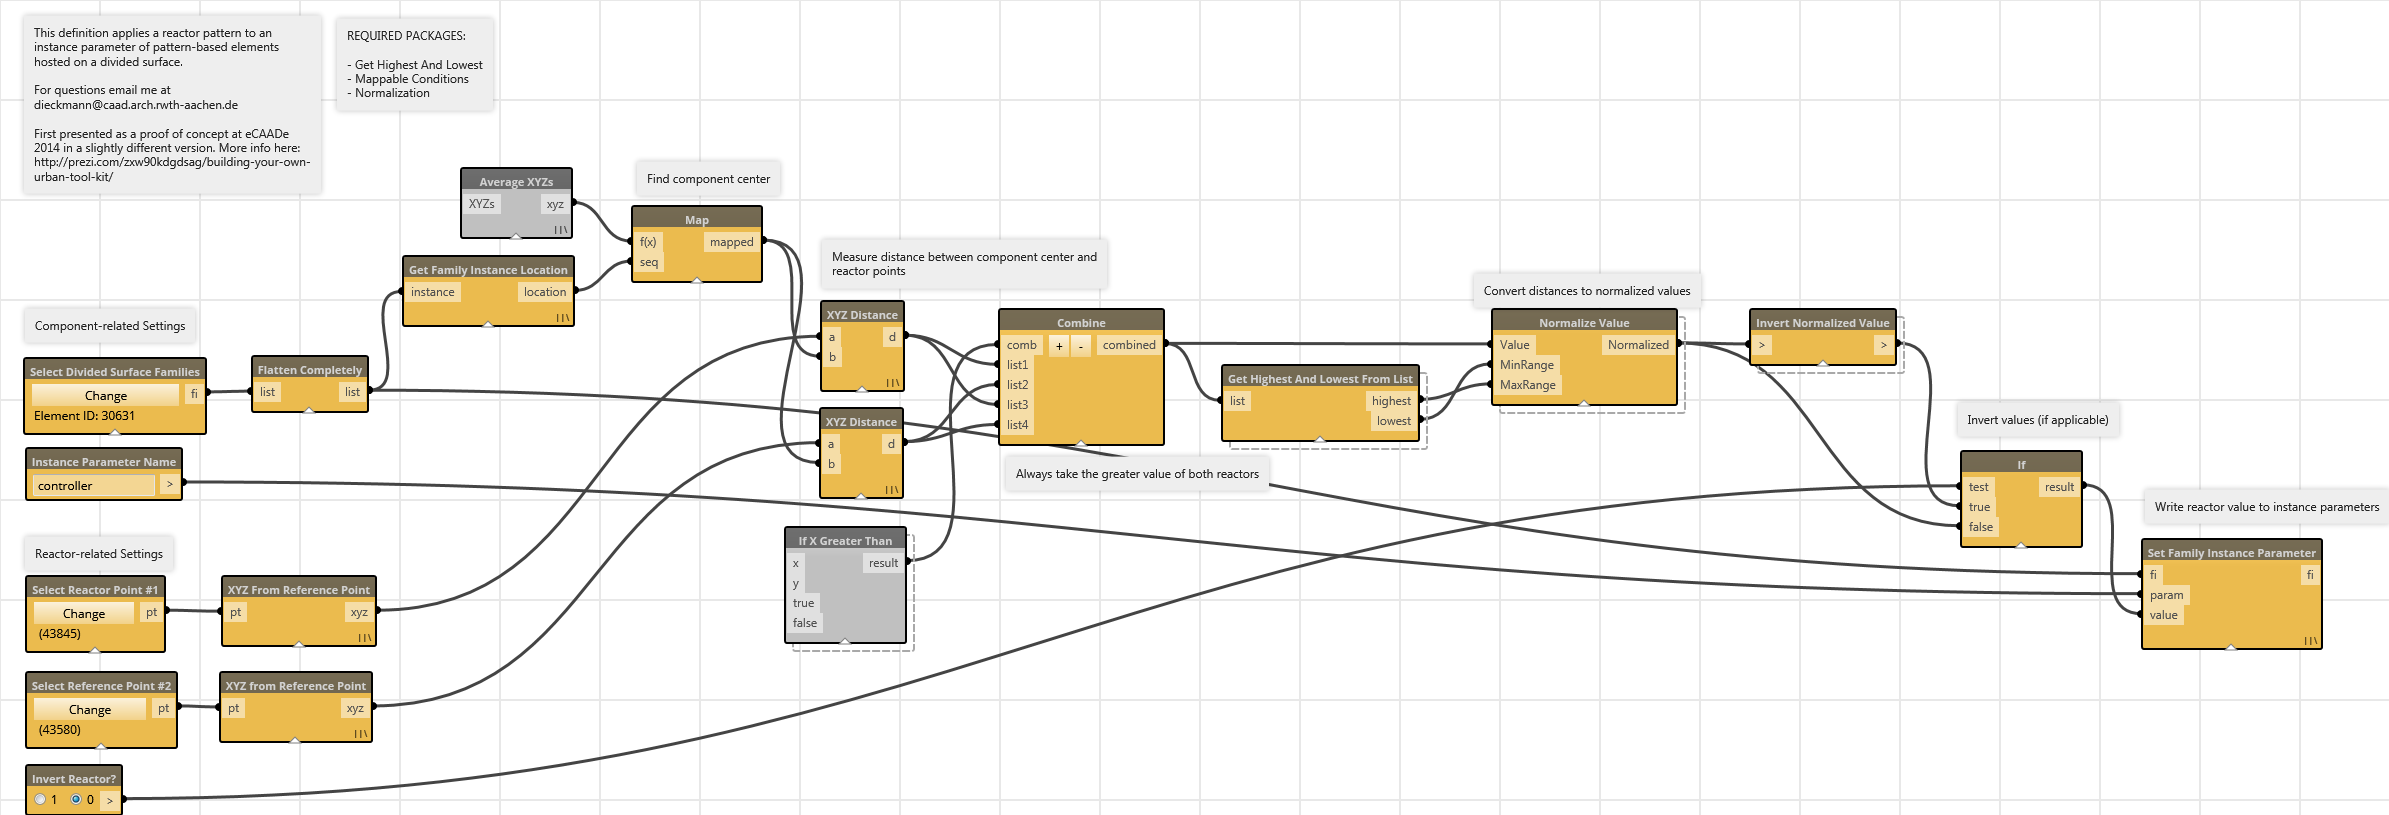 This definition applies a reactor pattern to an
instance parameter of pattern-based elements
hosted on a divided surface.
For questions email me at
dieckmann@caad.arch.rwth-aachen.de
First presented as a proof of concept at eCAADe
2014 in a slightly different version. More info here:
http://prezi.com/zxw90kdgdsag/building-your-own-
urban-tool-kit/
REQUIRED PACKAGES:
- Get Highest And Lowest
- Mappable Conditions
- Normalization
Average XYZs
XYZs xyz
Find component center
Map
f(x) mapped
seq
Get Family Instance Location
instance location
Component-related Settings
Select Divided Surface Families
Change fi
Element ID: 30631
Flatten Completely
list list
Instance Parameter Name
controller >
Reactor-related Settings
Select Reactor Point #1
Change pt
(43845)
XYZ From Reference Point
pt xyz
Select Reference Point #2
Change pt
(43580)
XYZ from Reference Point
pt xyz
Invert Reactor?
1 0 >
Measure distance between component center and
reactor points
XYZ Distance
a d
b
XYZ Distance
a d
b
If X Greater Than
x result
y
true
false
Combine
comb + - combined
list1
list2
list3
list4
Always take the greater value of both reactors
Get Highest And Lowest From List
list highest
lowest
Convert distances to normalized values
Normalize Value
Value Normalized
MinRange
MaxRange
Invert Normalized Value
> >
Invert values (if applicable)
If
test result
true
false
Write reactor value to instance parameters
Set Family Instance Parameter
fi fi
param
value